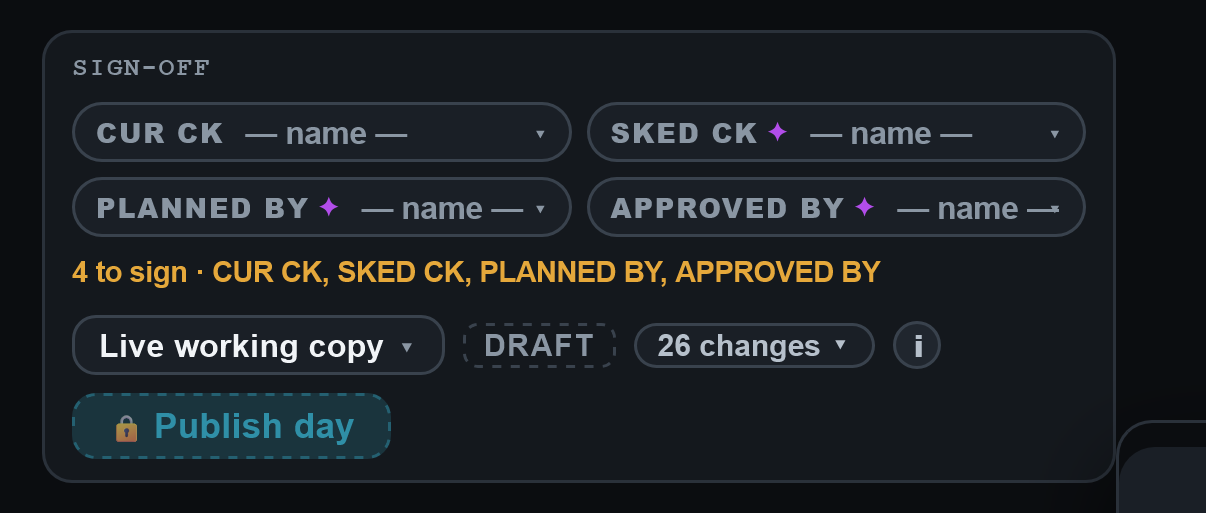 SIGN-OFF
CUR CK — name — SKED CK ✦ — name —
PLANNED BY ✦ — name — APPROVED BY ✦ — name —
4 to sign · CUR CK, SKED CK, PLANNED BY, APPROVED BY
Live working copy DRAFT 26 changes i
🔒 Publish day